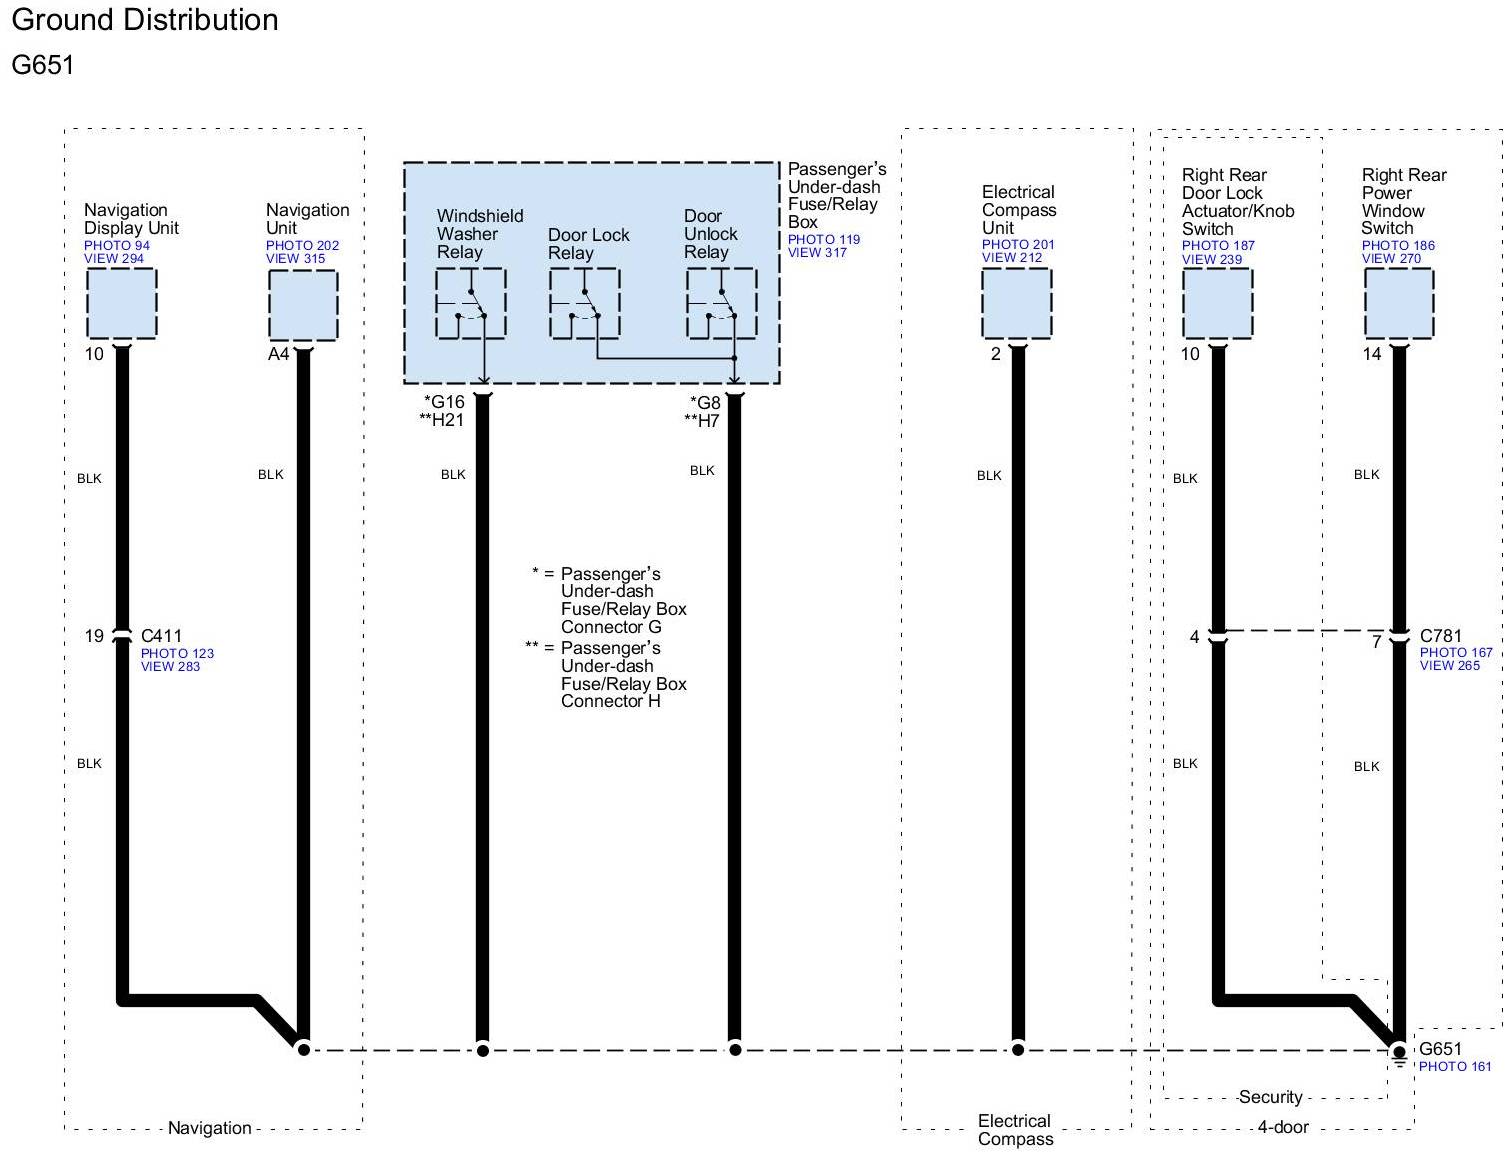 Ground Distribution
G651
Navigation
Display Unit
PHOTO 94
VIEW 294
Navigation
Unit
PHOTO 202
VIEW 315
Windshield
Washer
Relay
Door Lock
Relay
Door
Unlock
Relay
Passenger's
Under-dash
Fuse/Relay
Box
PHOTO 119
VIEW 317
Electrical
Compass
Unit
PHOTO 201
VIEW 212
Right Rear
Door Lock
Actuator/Knob
Switch
PHOTO 187
VIEW 239
Right Rear
Power
Window
Switch
PHOTO 186
VIEW 270
10
A4
*G16
**H21
*G8
**H7
2
10
14
BLK
BLK
BLK
BLK
BLK
BLK
BLK
* = Passenger's
Under-dash
Fuse/Relay Box
Connector G
** = Passenger's
Under-dash
Fuse/Relay Box
Connector H
19
C411
PHOTO 123
VIEW 283
4
7
C781
PHOTO 167
VIEW 265
BLK
BLK
BLK
G651
PHOTO 161
Security
Navigation
Electrical
Compass
4-door